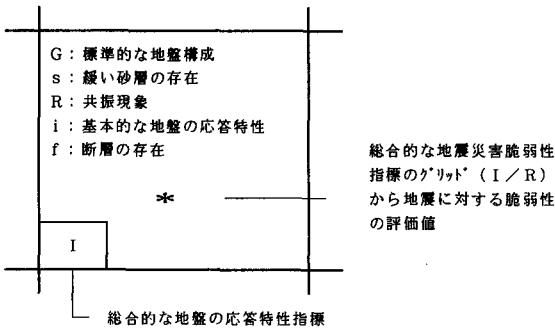 G：標準的な地盤構成
s：緩い砂層の存在
R：共振現象
i：基本的な地盤の応答特性
f：断層の存在
*
総合的な地震災害脆弱性
指標のグリッド（I／R）
から地震に対する脆弱性
の評価値
I
総合的な地盤の応答特性指標